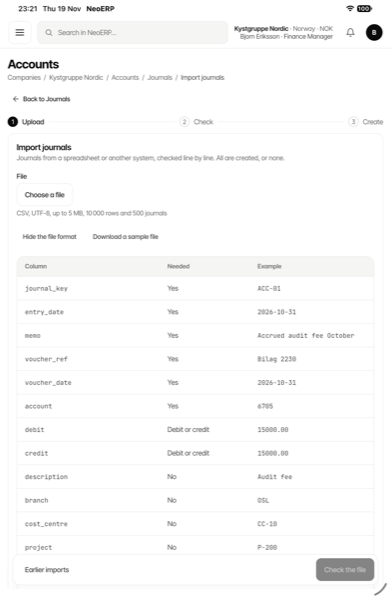 23:21 Thu 19 Nov NeoERP
100
Search in NeoERP...
Kystgruppe Nordic · Norway · NOK
Bjorn Eriksson · Finance Manager
B
Accounts
Companies / Kystgruppe Nordic / Accounts / Journals / Import journals
← Back to Journals
1 Upload
2 Check
3 Create
Import journals
Journals from a spreadsheet or another system, checked line by line. All are created, or none.
File
Choose a file
CSV, UTF-8, up to 5 MB, 10 000 rows and 500 journals
Hide the file format Download a sample file
Column Needed Example
journal_key Yes ACC-01
entry_date Yes 2026-10-31
memo Yes Accrued audit fee October
voucher_ref Yes Bilag 2230
voucher_date Yes 2026-10-31
account Yes 6705
debit Debit or credit 15000.00
credit Debit or credit 15000.00
description No Audit fee
branch No OSL
cost_centre No CC-10
project No P-200
Earlier imports
Check the file